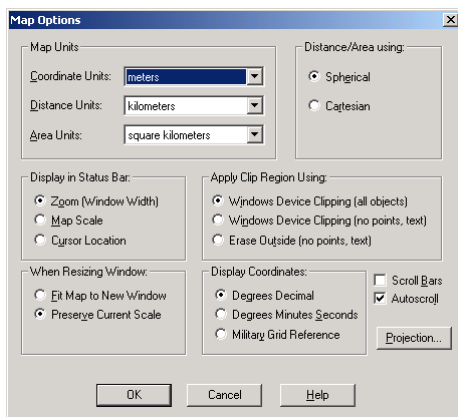 Map Options
Map Units
Coordinate Units: meters
Distance Units: kilometers
Area Units: square kilometers
Distance/Area using:
Spherical
Cartesian
Display in Status Bar:
Zoom (Window Width)
Map Scale
Cursor Location
Apply Clip Region Using:
Windows Device Clipping (all objects)
Windows Device Clipping (no points, text)
Erase Outside (no points, text)
When Resizing Window:
Fit Map to New Window
Preserve Current Scale
Display Coordinates:
Degrees Decimal
Degrees Minutes Seconds
Military Grid Reference
Scroll Bars
Autoscroll
Projection...
OK Cancel Help